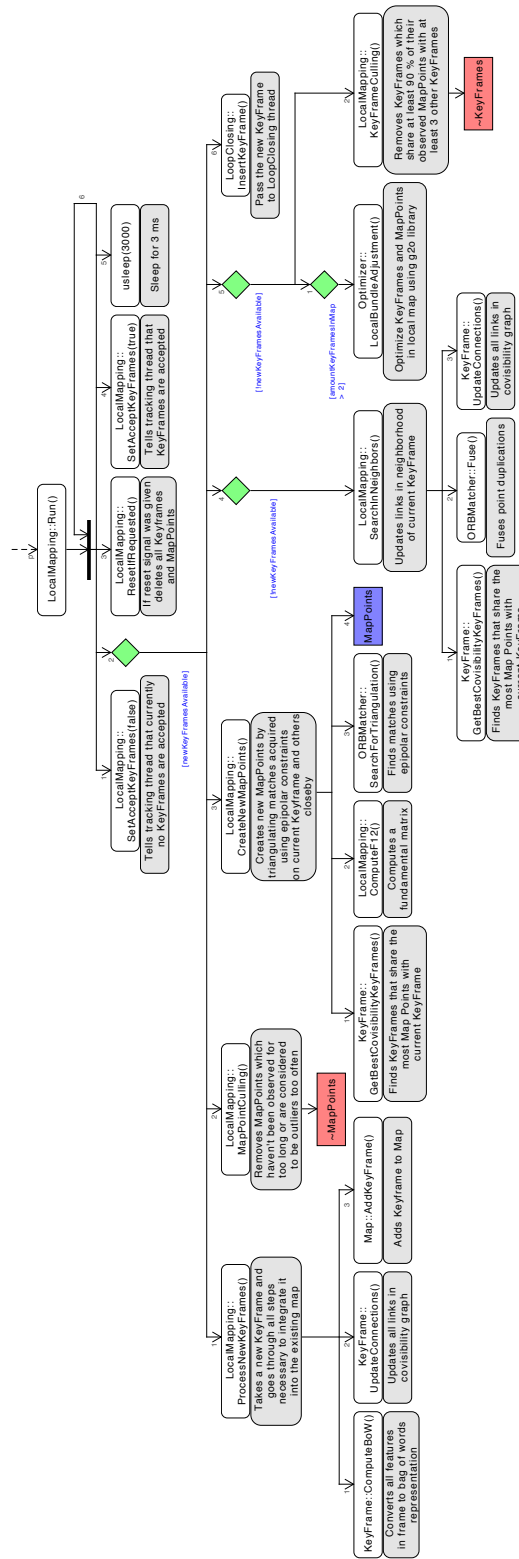 p
LocalMapping::Run()
6
1
LocalMapping::
SetAcceptKeyFrames(false)
Tells tracking thread that currently
no KeyFrames are accepted
2
[newKeyFramesAvailable]
3
LocalMapping::
ResetIfRequested()
If reset signal was given
deletes all Keyframes
and MapPoints
4
LocalMapping::
SetAcceptKeyFrames(true)
Tells tracking thread that
KeyFrames are accepted
5
usleep(3000)
Sleep for 3 ms
1
LocalMapping::
ProcessNewKeyFrames()
Takes a new KeyFrame and
goes through all steps
necessary to integrate it
into the existing map
2
LocalMapping::
MapPointCulling()
Removes MapPoints which
haven't been observed for
too long or are considered
to be outliers too often
3
LocalMapping::
CreateNewMapPoints()
Creates new MapPoints by
triangulating matches acquired
using epipolar constraints
on current Keyframe and others
closeby
4
[!newKeyFramesAvailable]
5
[!newKeyFramesAvailable]
6
LoopClosing::
InsertKeyFrame()
Pass the new KeyFrame
to LoopClosing thread
~MapPoints
1
[amountKeyFramesInMap
> 2]
1
KeyFrame::ComputeBoW()
Converts all features
in frame to bag of words
representation
2
KeyFrame::
UpdateConnections()
Updates all links in
covisibility graph
3
Map::AddKeyFrame()
Adds Keyframe to Map
1
KeyFrame::
GetBestCovisibilityKeyFrames()
Finds KeyFrames that share the
most Map Points with
current KeyFrame
2
LocalMapping::
ComputeF12()
Computes a
fundamental matrix
3
ORBMatcher::
SearchForTriangulation()
Finds matches using
epipolar constraints
4
MapPoints
LocalMapping::
SearchInNeighbors()
Updates links in neighborhood
of current KeyFrame
Optimizer::
LocalBundleAdjustment()
Optimize KeyFrames and MapPoints
in local map using g2o library
2
LocalMapping::
KeyFrameCulling()
Removes KeyFrames which
share at least 90 % of their
observed MapPoints with at
least 3 other KeyFrames
~KeyFrames
1
KeyFrame::
GetBestCovisibilityKeyFrames()
Finds KeyFrames that share the
most Map Points with
2
ORBMatcher::Fuse()
Fuses point duplications
3
KeyFrame::
UpdateConnections()
Updates all links in
covisibility graph